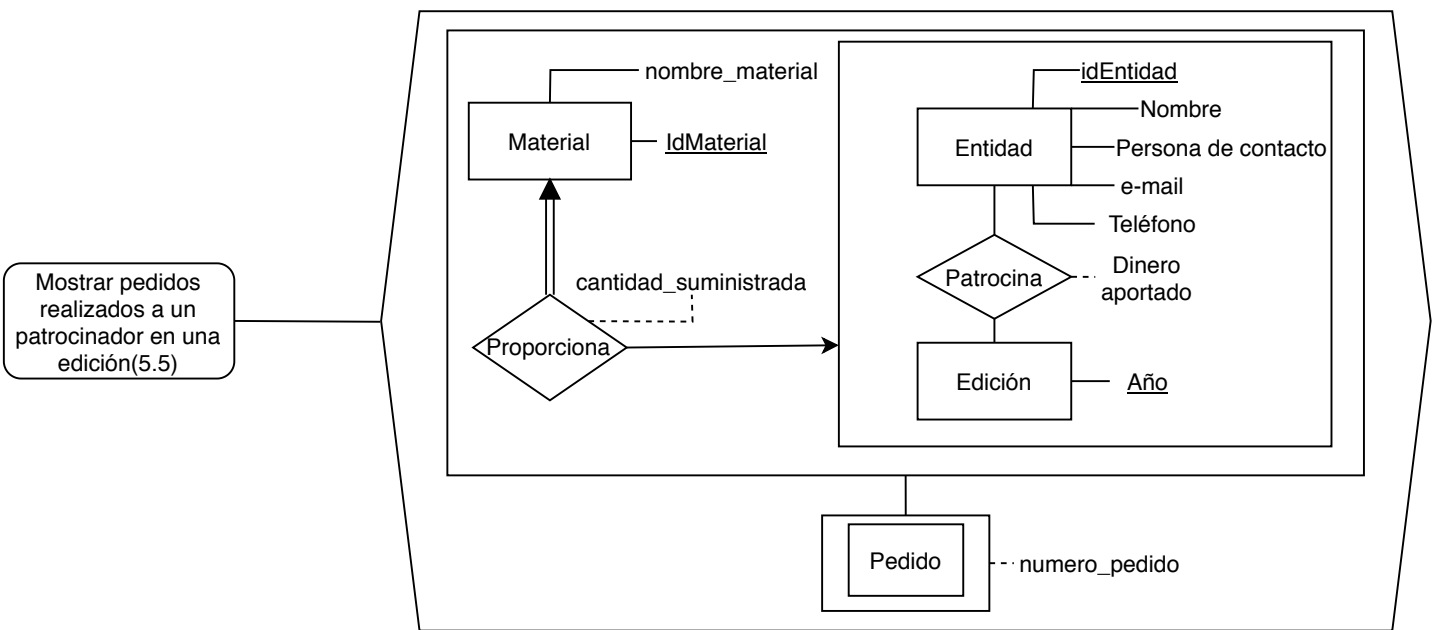 Mostrar pedidos
realizados a un
patrocinador en una
edición(5.5)
nombre_material
Material
IdMaterial
cantidad_suministrada
Proporciona
idEntidad
Nombre
Entidad
Persona de contacto
e-mail
Teléfono
Patrocina
Dinero
aportado
Edición
Año
Pedido
numero_pedido